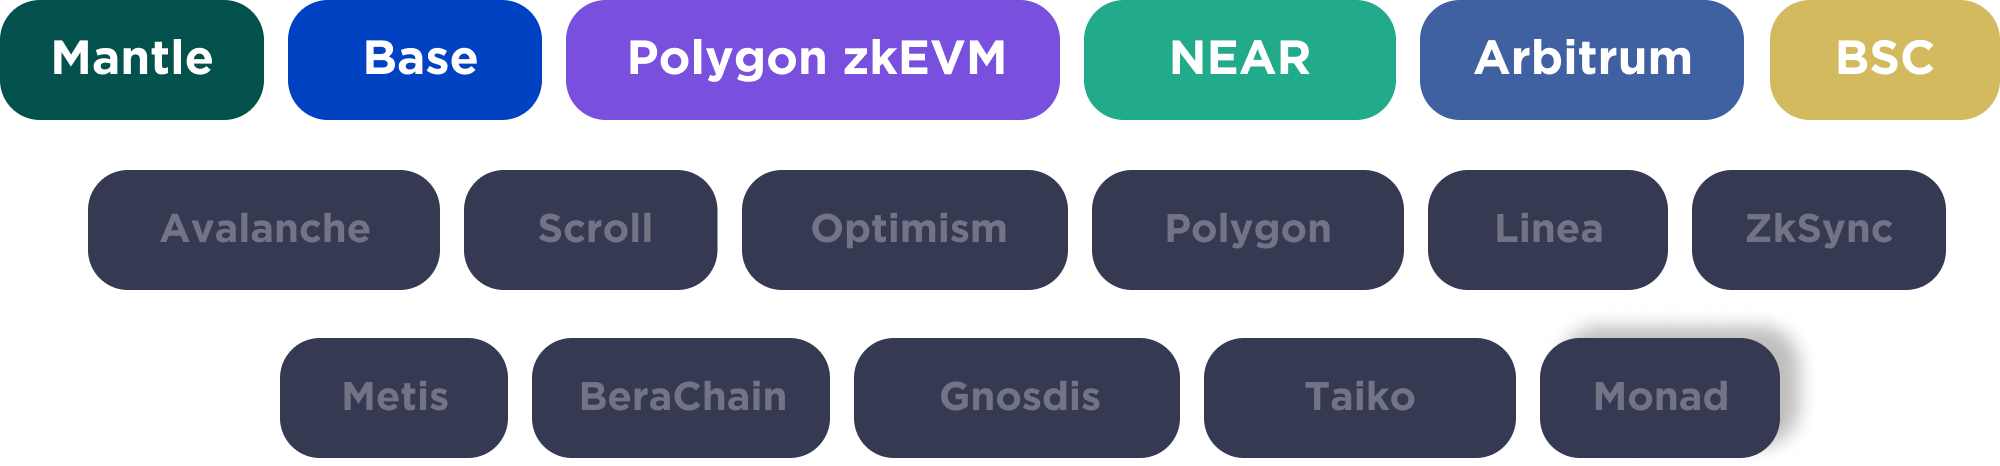 Mantle Base Polygon zkEVM NEAR Arbitrum BSC
Avalanche Scroll Optimism Polygon Linea ZkSync
Metis BeraChain Gnosdis Taiko Monad